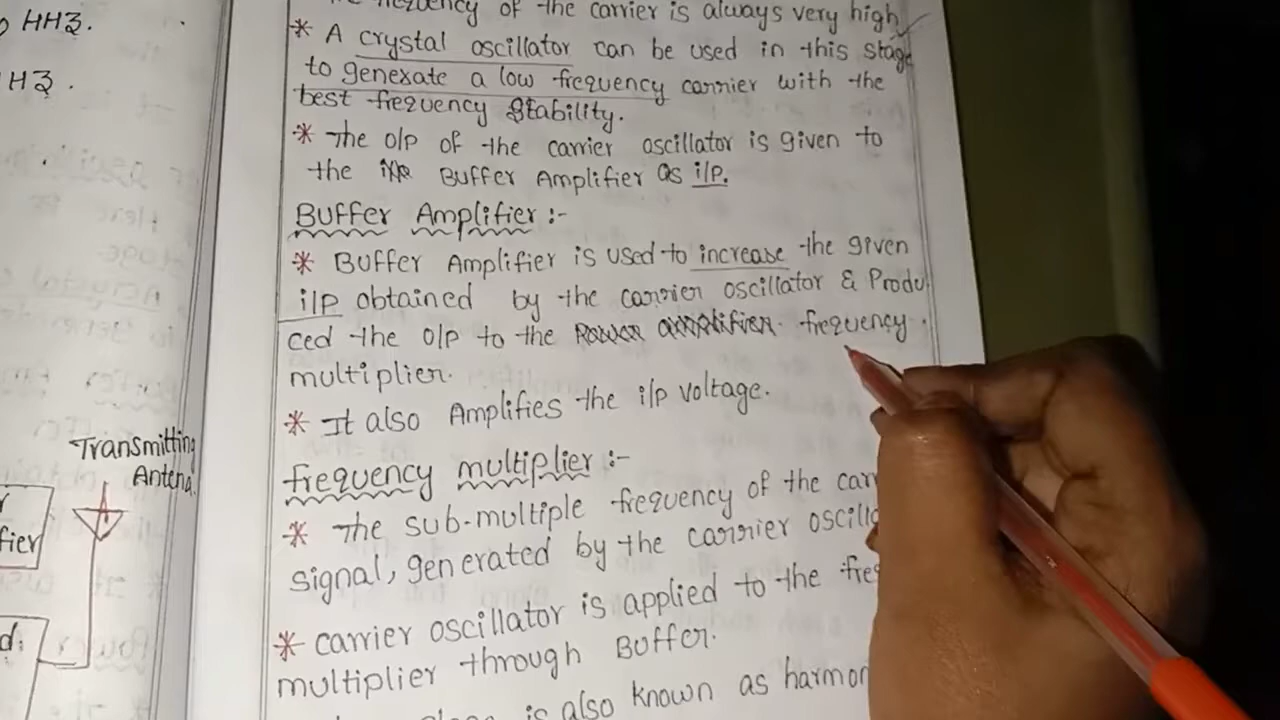 HHZ.
HZ.
Transmitting
Antena.
fier
d:
frequency of the carrier is always very high
* A crystal oscillator can be used in this stage
to generate a low frequency carrier with the
best frequency stability.
* The o/p of the carrier oscillator is given to
the Buffer Amplifier as i/p.
Buffer Amplifier :-
* Buffer Amplifier is used to increase the given
i/p obtained by the carrier oscillator & Produ
ced the o/p to the Power amplifier frequency
multiplier.
* It also Amplifies the i/p voltage.
frequency multiplier :-
* The sub-multiple frequency of the carr
signal, generated by the carrier oscillo
* carrier oscillator is applied to the fre
multiplier through Buffer.
is also known as harmon